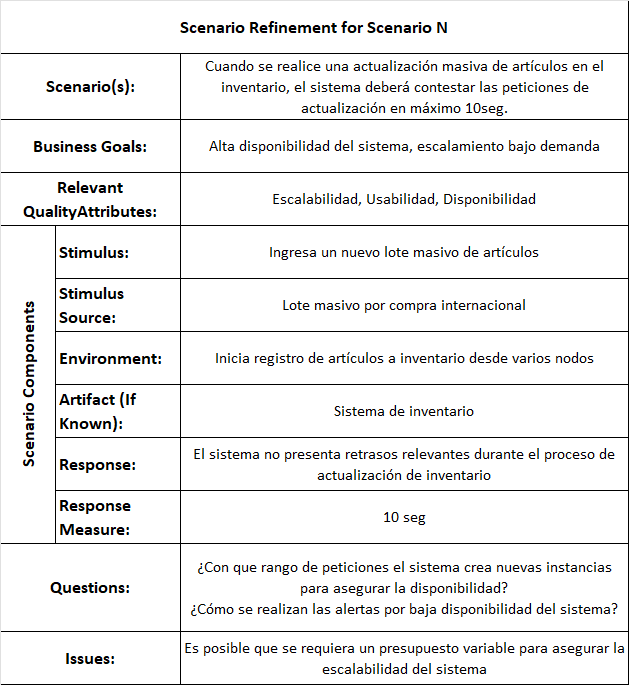 Scenario Refinement for Scenario N
Scenario(s):
Cuando se realice una actualización masiva de artículos en el
inventario, el sistema deberá contestar las peticiones de
actualización en máximo 10seg.
Business Goals:
Alta disponibilidad del sistema, escalamiento bajo demanda
Relevant
QualityAttributes:
Escalabilidad, Usabilidad, Disponibilidad
Scenario Components
Stimulus:
Ingresa un nuevo lote masivo de artículos
Stimulus
Source:
Lote masivo por compra internacional
Environment:
Inicia registro de artículos a inventario desde varios nodos
Artifact (If
Known):
Sistema de inventario
Response:
El sistema no presenta retrasos relevantes durante el proceso de
actualización de inventario
Response
Measure:
10 seg
Questions:
¿Con que rango de peticiones el sistema crea nuevas instancias
para asegurar la disponibilidad?
¿Cómo se realizan las alertas por baja disponibilidad del sistema?
Issues:
Es posible que se requiera un presupuesto variable para asegurar la
escalabilidad del sistema